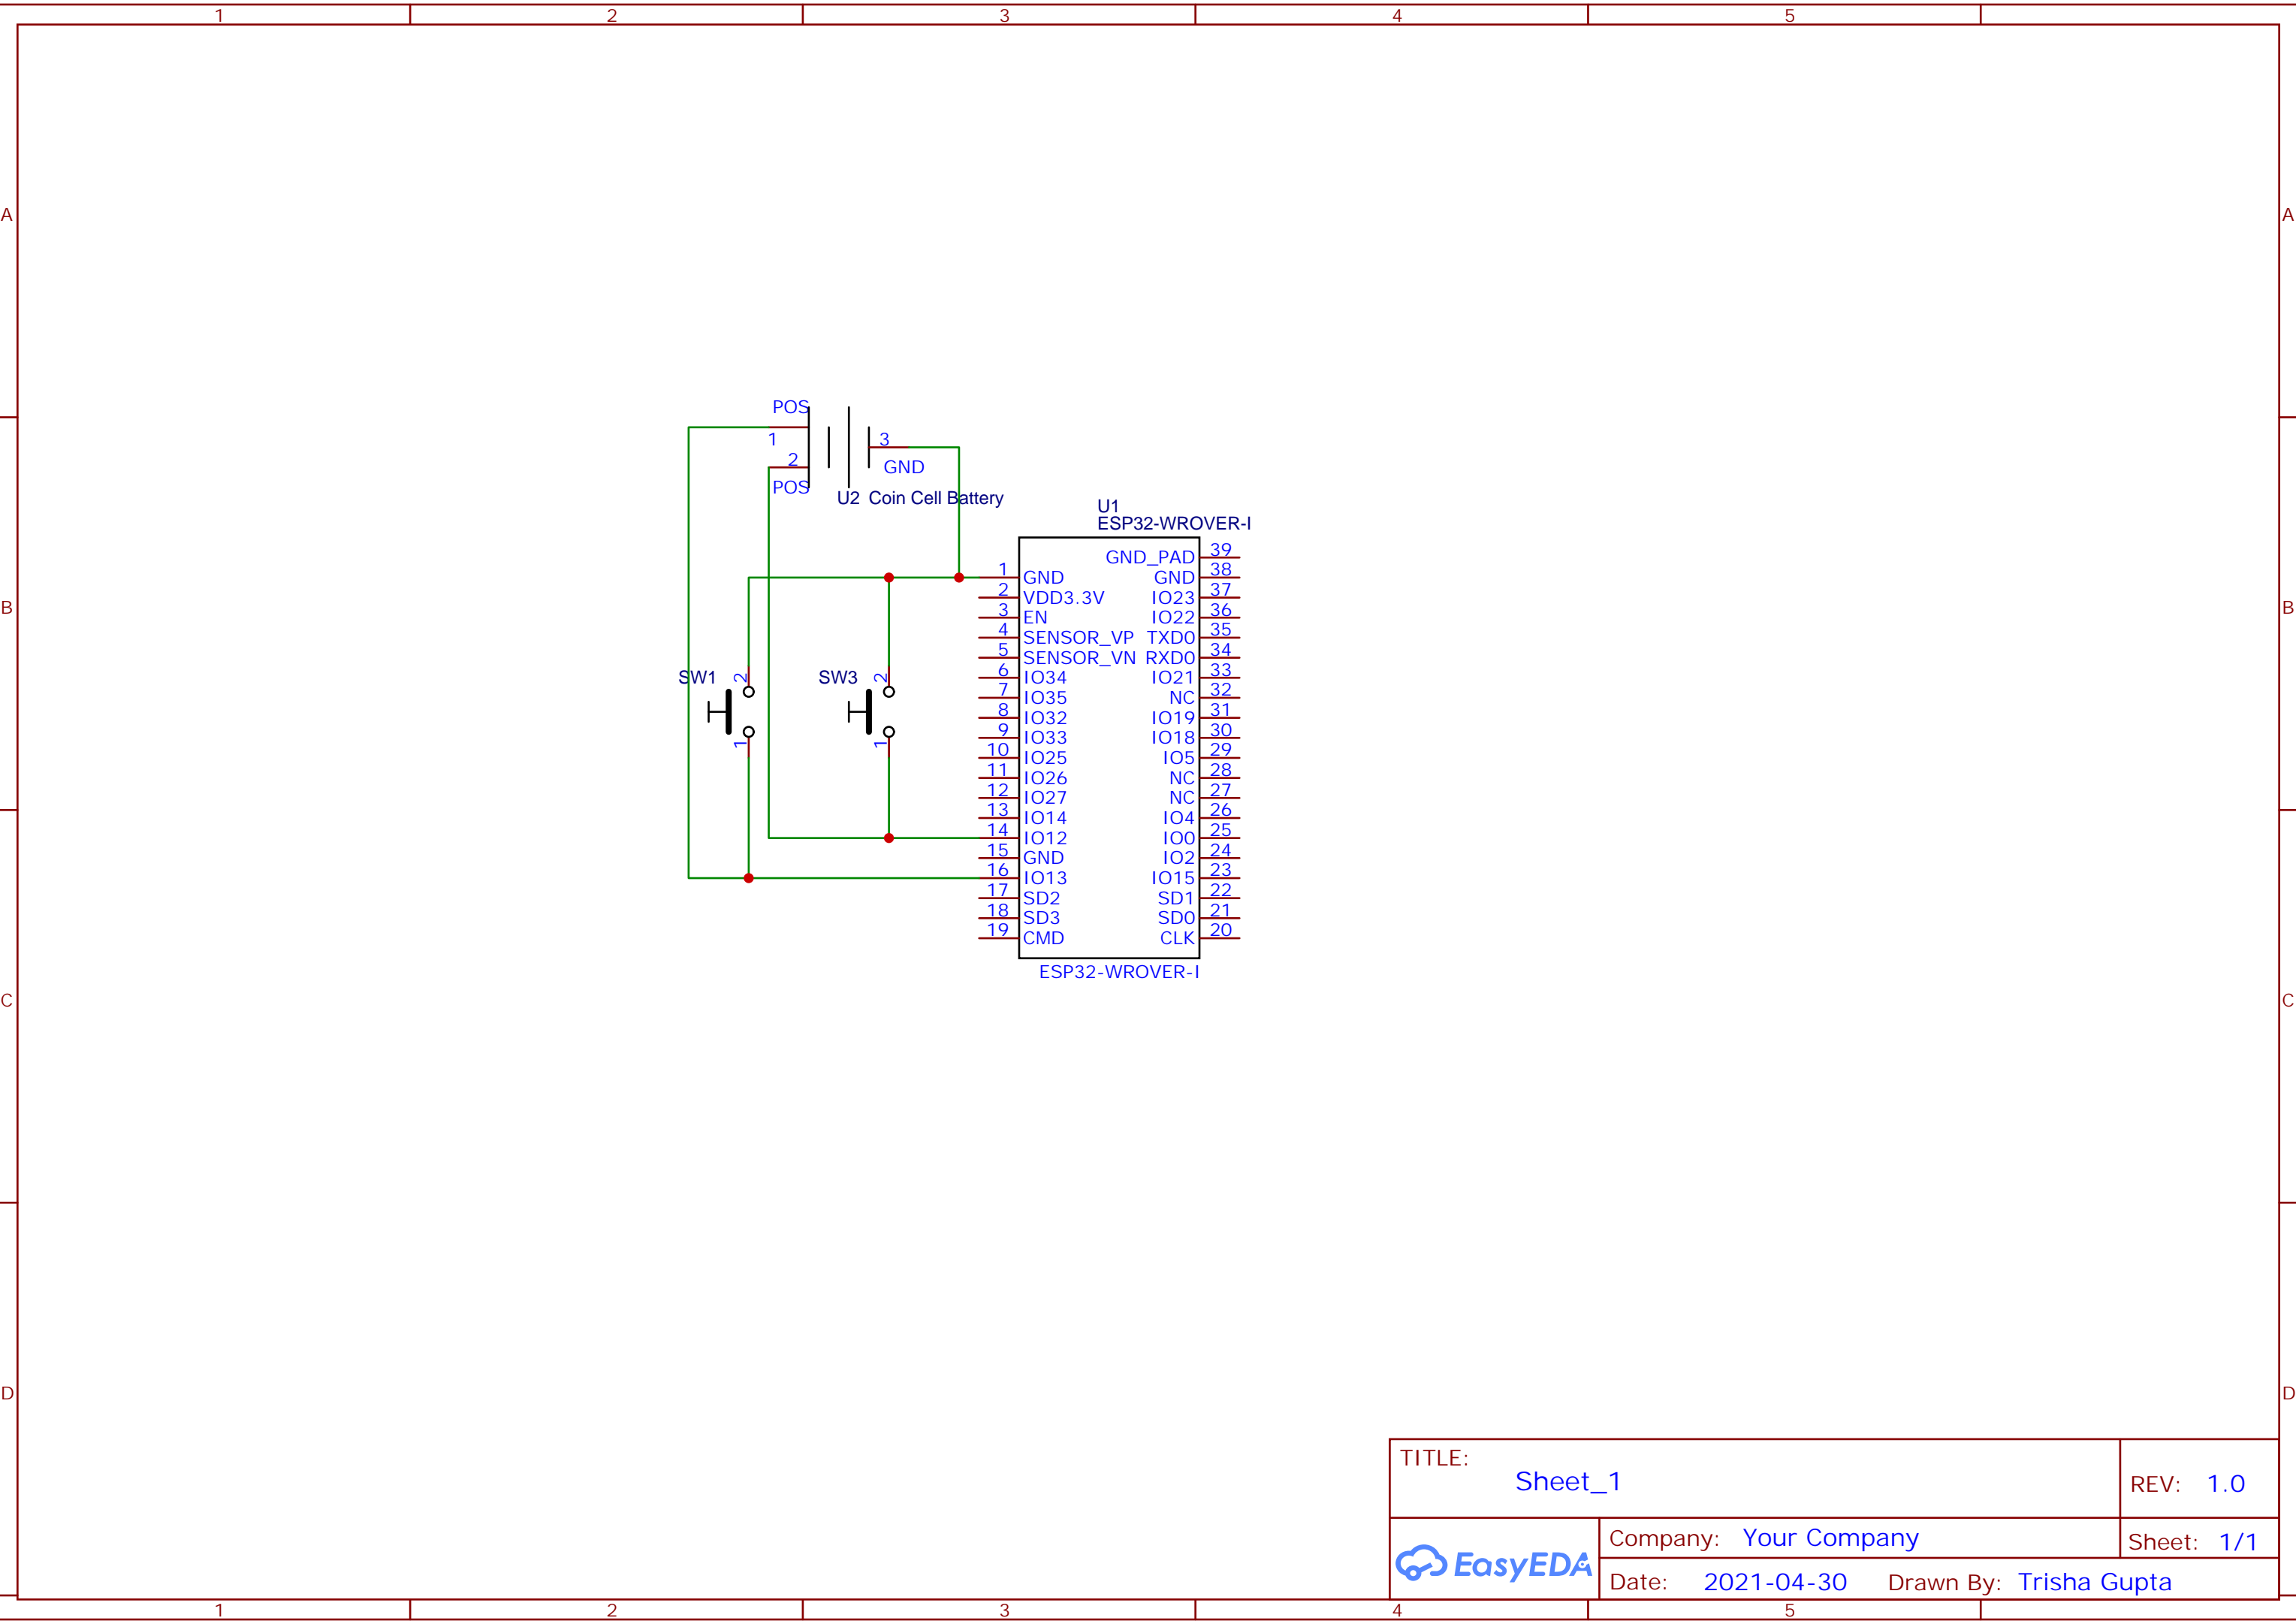 1 2 3 4 5
A A
POS
1
3
2
GND
POS
U2 Coin Cell Battery
U1
ESP32-WROVER-I
GND_PAD 39
1 GND GND 38
B B
2 VDD3.3V IO23 37
3 EN IO22 36
4 SENSOR_VP TXD0 35
5 SENSOR_VN RXD0 34
SW1 2 SW3 2
6 IO34 IO21 33
7 IO35 NC 32
8 IO32 IO19 31
9 IO33 IO18 30
1 1
10 IO25 IO5 29
11 IO26 NC 28
12 IO27 NC 27
13 IO14 IO4 26
14 IO12 IO0 25
15 GND IO2 24
16 IO13 IO15 23
17 SD2 SD1 22
18 SD3 SD0 21
19 CMD CLK 20
ESP32-WROVER-I
C C
D D
TITLE:
Sheet_1
REV: 1.0
Company: Your Company
Sheet: 1/1
EasyEDA
Date: 2021-04-30 Drawn By: Trisha Gupta
1 2 3 4 5